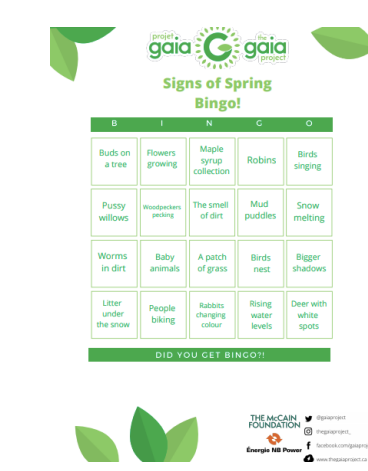 projet
gaia
the
gaia
project
Signs of Spring
Bingo!
B I N G O
Buds on
a tree
Flowers
growing
Maple
syrup
collection
Robins
Birds
singing
Pussy
willows
Woodpeckers
pecking
The smell
of dirt
Mud
puddles
Snow
melting
Worms
in dirt
Baby
animals
A patch
of grass
Birds
nest
Bigger
shadows
Litter
under
the snow
People
biking
Rabbits
changing
colour
Rising
water
levels
Deer with
white
spots
DID YOU GET BINGO?!
THE McCAIN
FOUNDATION
Énergie NB Power
@gaiaproject
thegaiaproject_
facebook.com/gaiaproj
www.thegaiaproject.ca